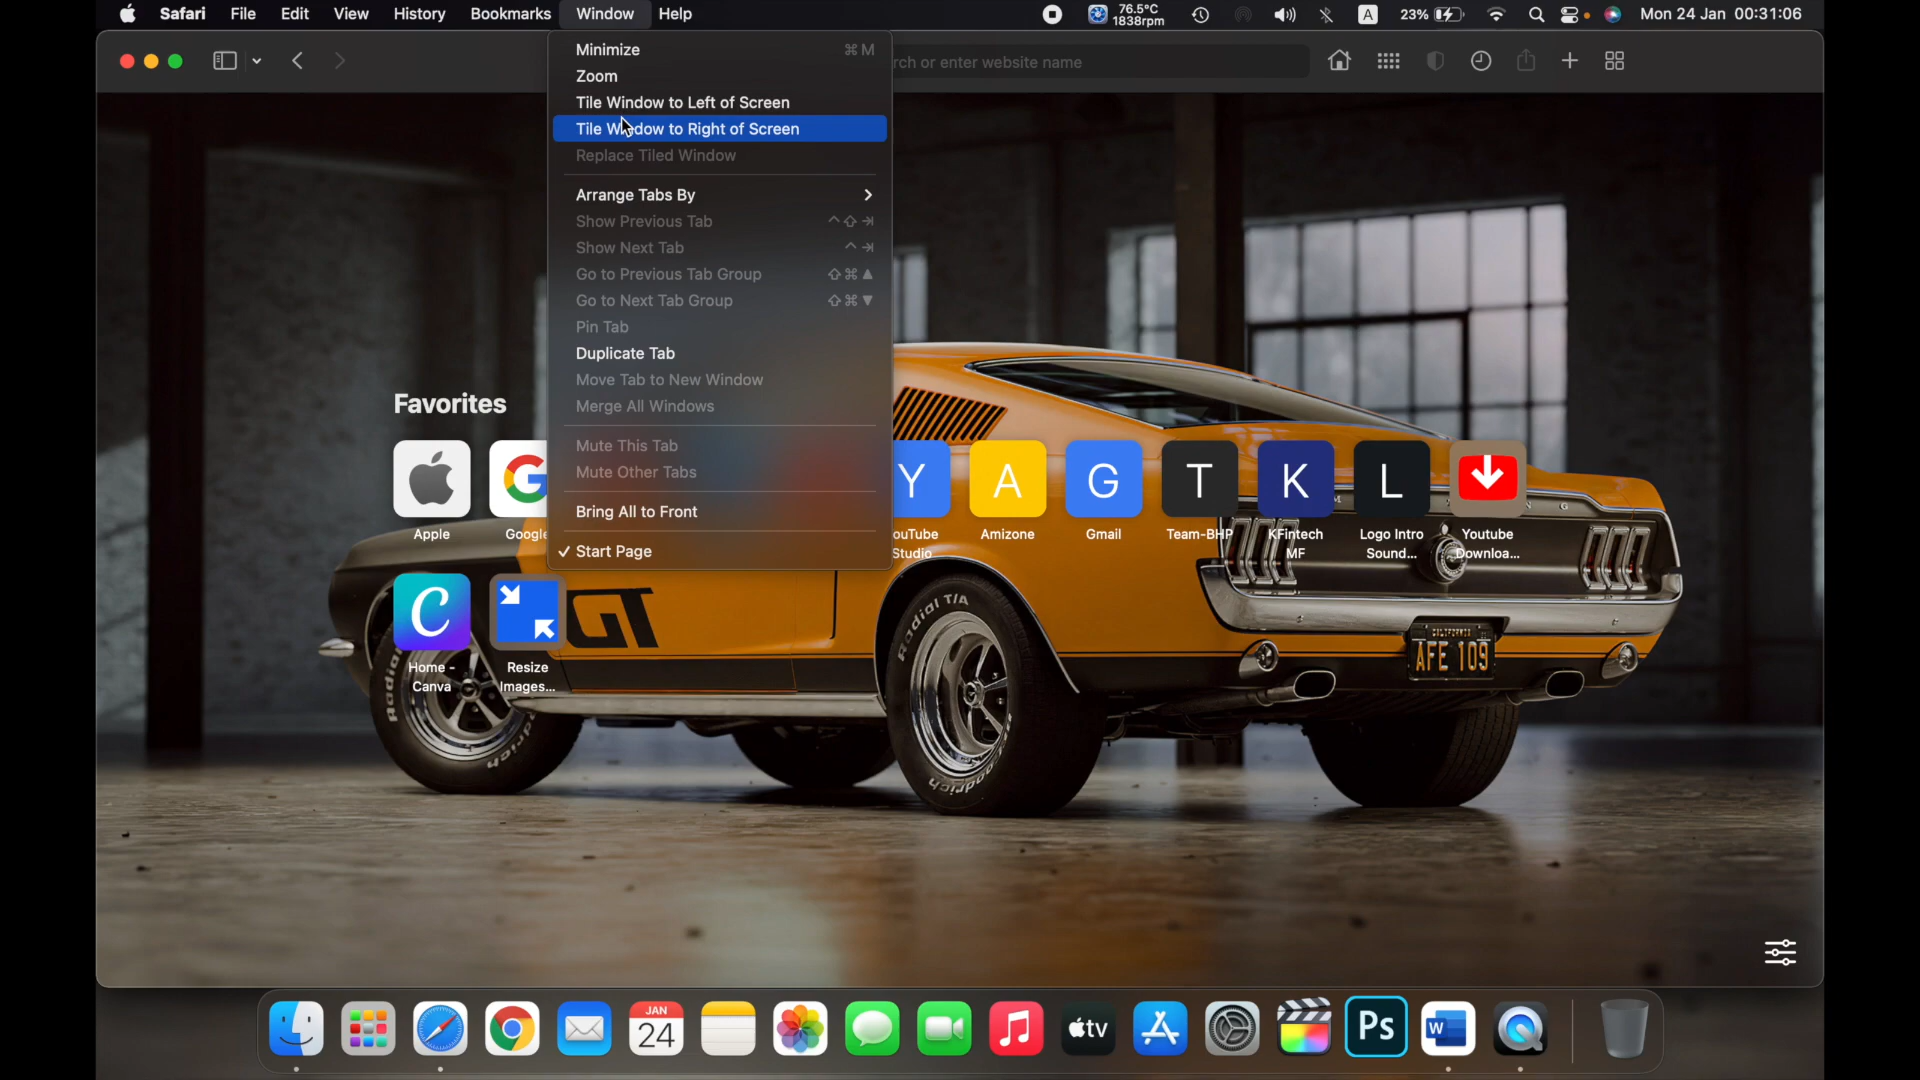 Safari File Edit View History Bookmarks Window Help 76.5°C 1838rpm A 23% Mon 24 Jan 00:31:06
Minimize ⌘M
rch or enter website name
Zoom
Tile Window to Left of Screen
Tile Window to Right of Screen
Replace Tiled Window
Arrange Tabs By
Show Previous Tab ^⇧⇥
Show Next Tab ^⇥
Go to Previous Tab Group ⇧⌘▲
Go to Next Tab Group ⇧⌘▼
Pin Tab
Duplicate Tab
Move Tab to New Window
Merge All Windows
Mute This Tab
Mute Other Tabs
Bring All to Front
✓ Start Page
Favorites
G Y A G T K L
Apple Google
ouTube
Studio
Amizone
Gmail
Team-BHP
KFintech
MF
Logo Intro
Sound...
Youtube
Downloa...
C
Home -
Canva
Resize
Images...
GT
Radial T/A
CALIFORNIA
AFE 109
JAN
24
tv
Ps
W